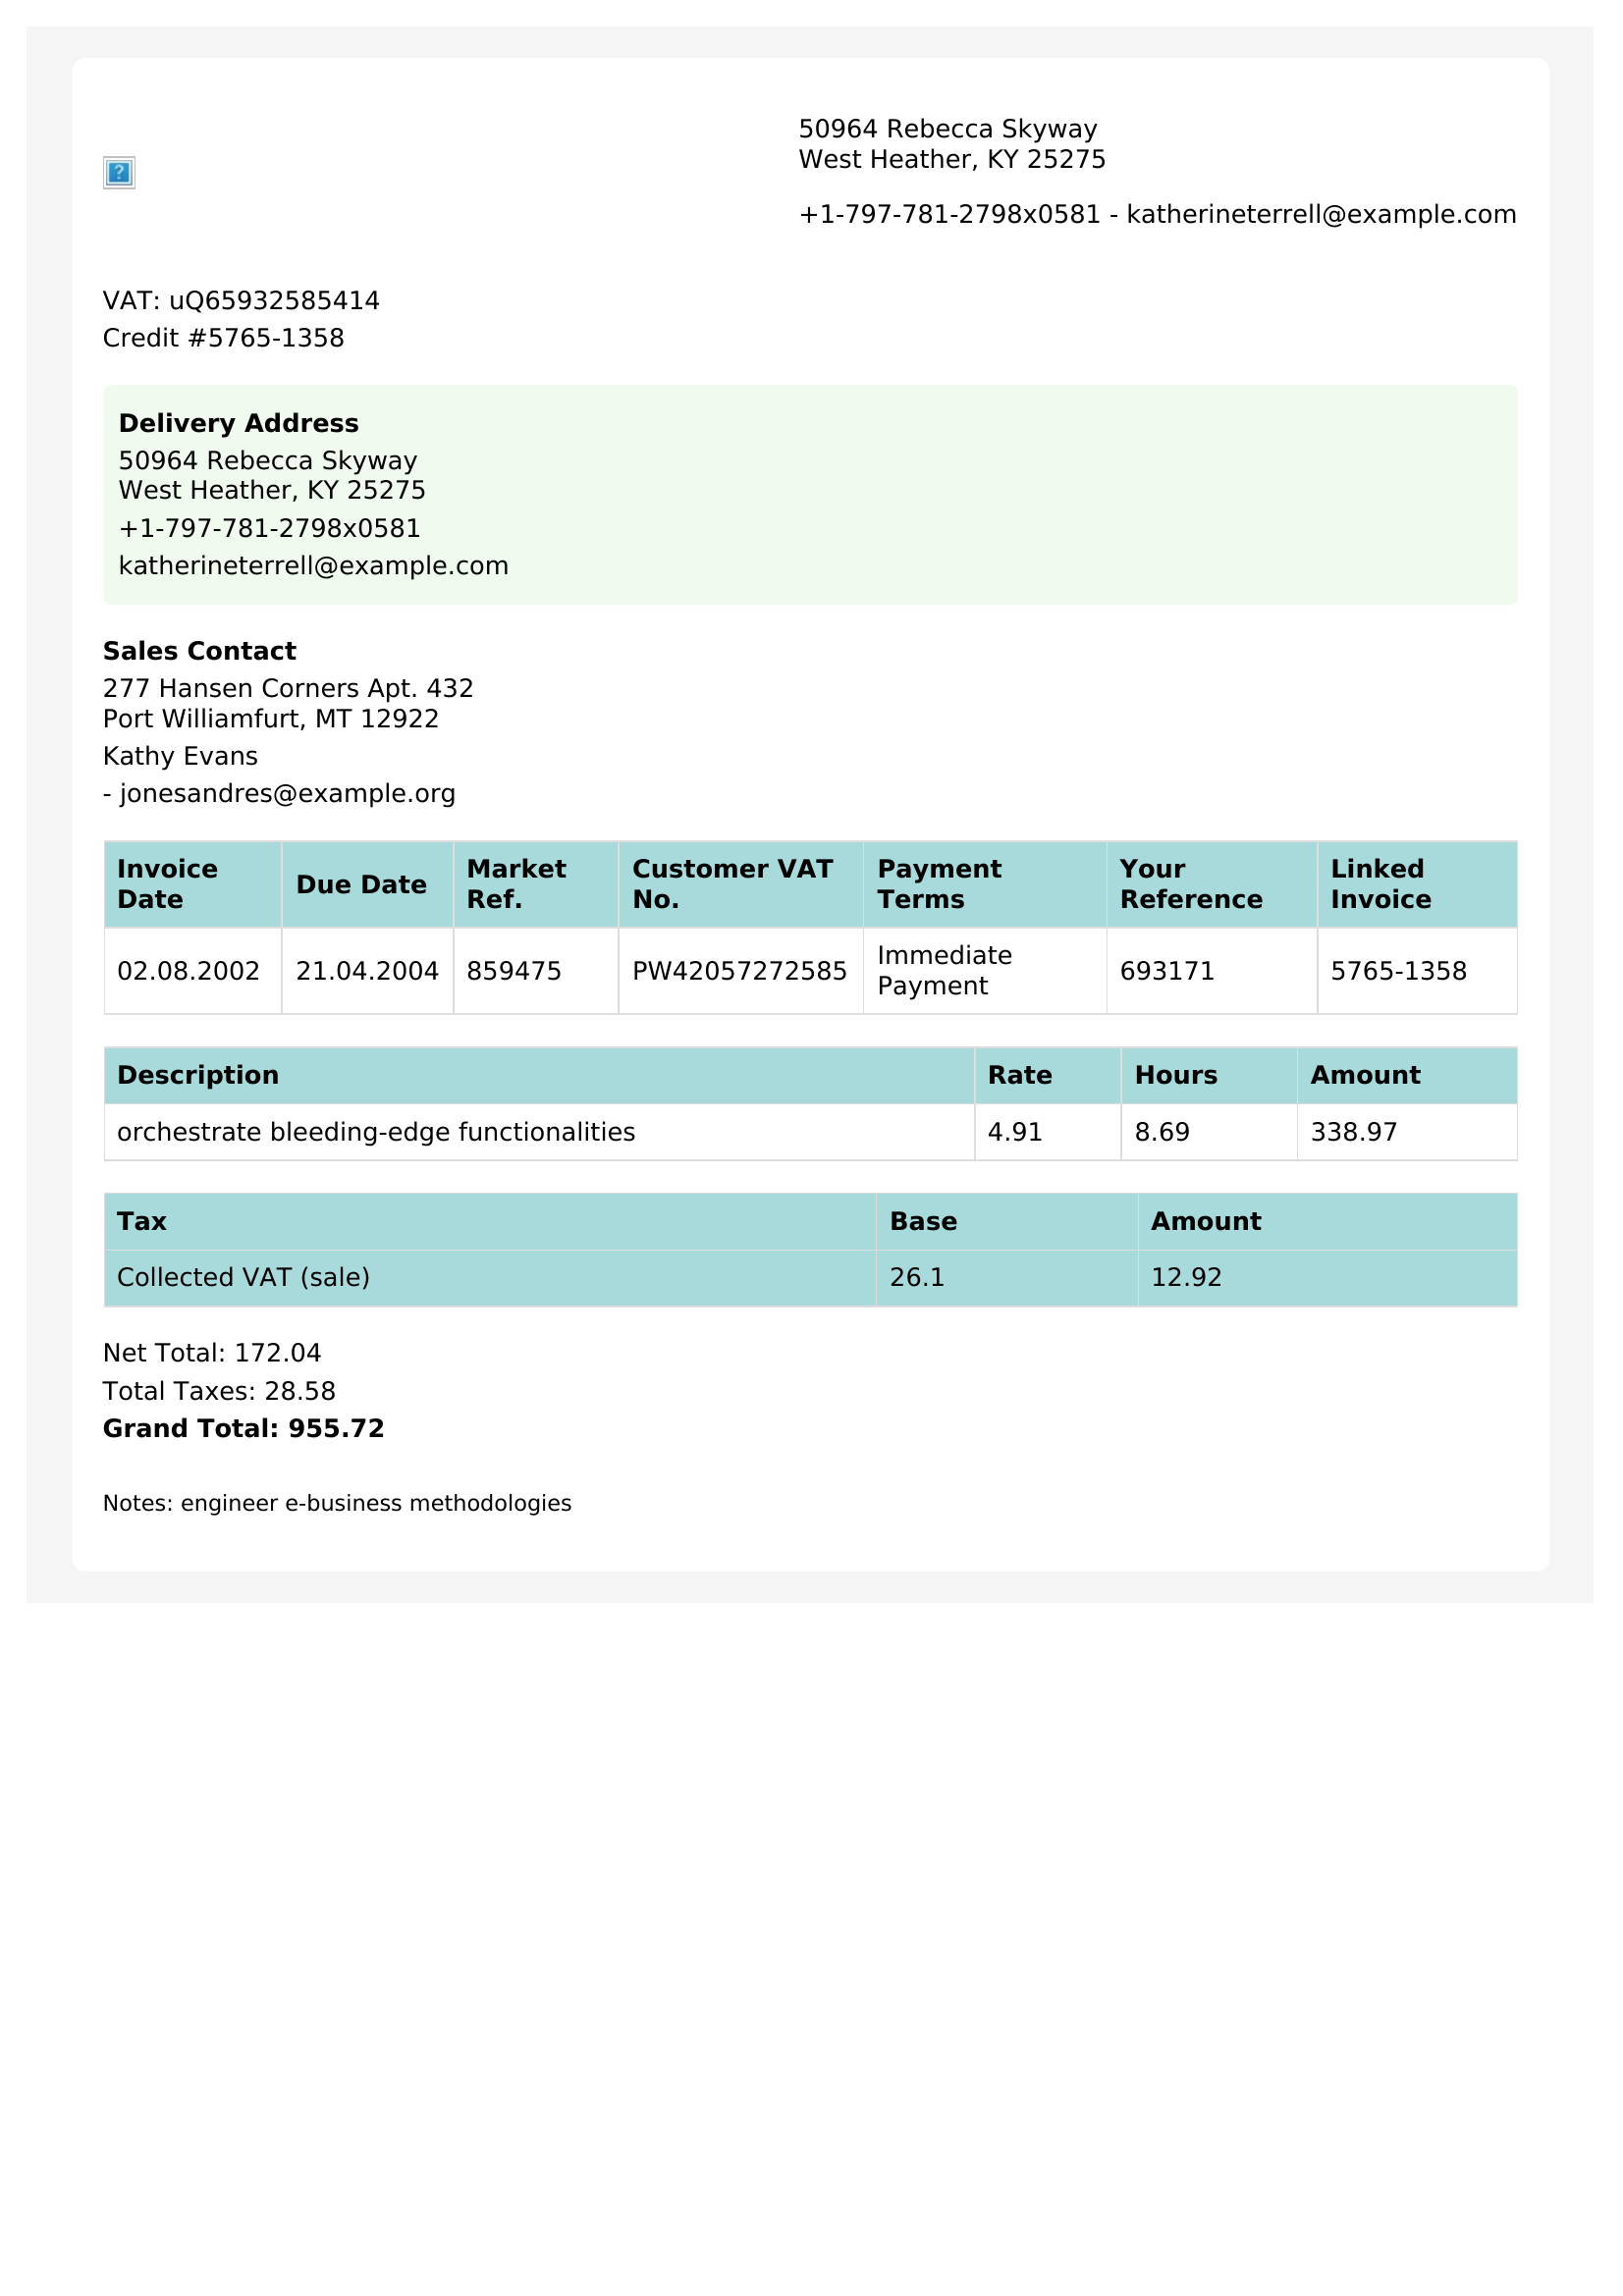 50964 Rebecca Skyway
West Heather, KY 25275
+1-797-781-2798x0581 - katherineterrell@example.com
VAT: uQ65932585414
Credit #5765-1358
Delivery Address
50964 Rebecca Skyway
West Heather, KY 25275
+1-797-781-2798x0581
katherineterrell@example.com
Sales Contact
277 Hansen Corners Apt. 432
Port Williamfurt, MT 12922
Kathy Evans
- jonesandres@example.org
Invoice Date Due Date Market Ref. Customer VAT No. Payment Terms Your Reference Linked Invoice
02.08.2002 21.04.2004 859475 PW42057272585 Immediate Payment 693171 5765-1358
Description Rate Hours Amount
orchestrate bleeding-edge functionalities 4.91 8.69 338.97
Tax Base Amount
Collected VAT (sale) 26.1 12.92
Net Total: 172.04
Total Taxes: 28.58
Grand Total: 955.72
Notes: engineer e-business methodologies